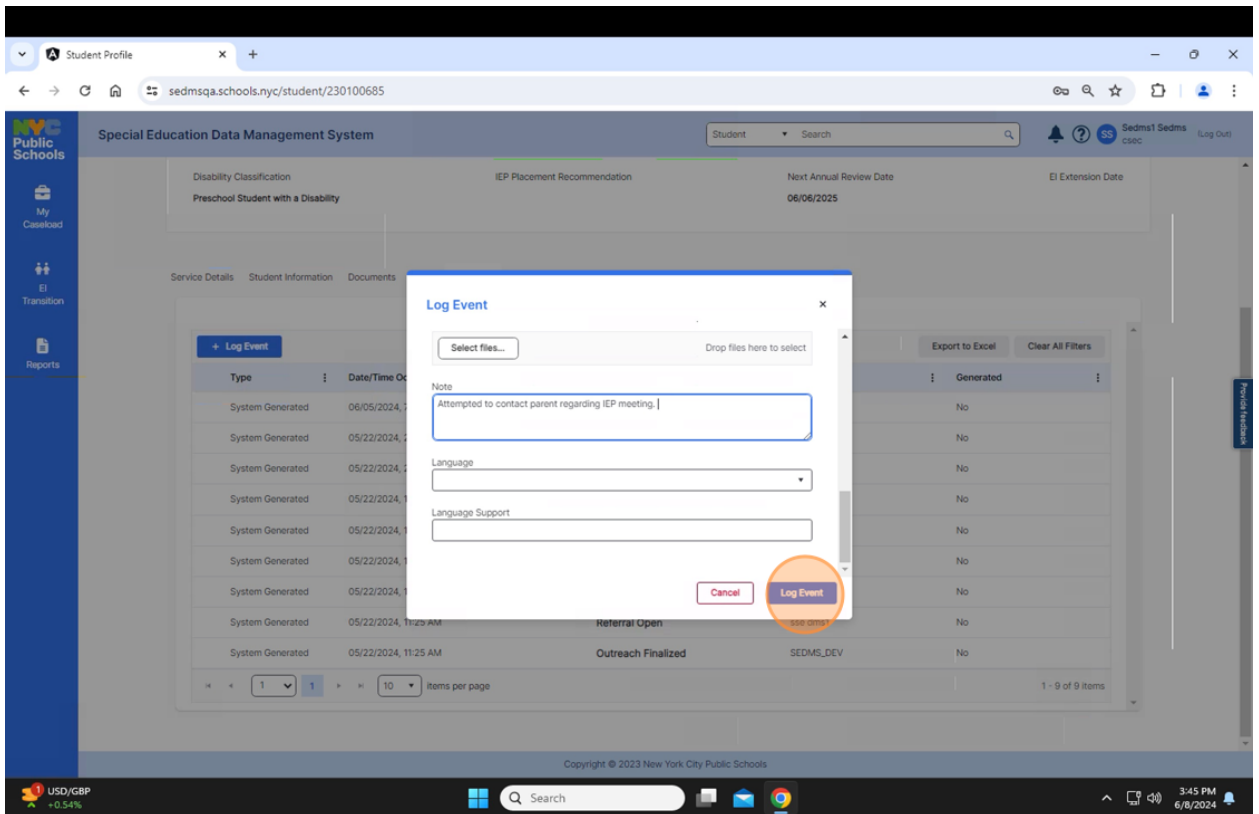 Student Profile
sedmsqa.schools.nyc/student/230100685
NYC
Public
Schools
Special Education Data Management System
Student
Search
SS
Sedms1 Sedms
csec
(Log Out)
My
Caseload
EI
Transition
Reports
Disability Classification
IEP Placement Recommendation
Next Annual Review Date
EI Extension Date
Preschool Student with a Disability
06/06/2025
Service Details Student Information Documents
Log Event
Select files...
Drop files here to select
+ Log Event
Export to Excel
Clear All Filters
Type
Date/Time Oc
Generated
Note
Attempted to contact parent regarding IEP meeting.
System Generated 06/05/2024, No
System Generated 05/22/2024, No
Language
System Generated 05/22/2024, No
System Generated 05/22/2024, 1 No
Language Support
System Generated 05/22/2024, 1 No
System Generated 05/22/2024, 1 No
System Generated 05/22/2024, 1 No
Cancel
Log Event
System Generated 05/22/2024, 11:25 AM Referral Open No
System Generated 05/22/2024, 11:25 AM Outreach Finalized SEDMS_DEV No
1 1 10 items per page
1 - 9 of 9 items
Provide feedback
Copyright © 2023 New York City Public Schools
1
USD/GBP
+0.54%
Search
3:45 PM
6/8/2024